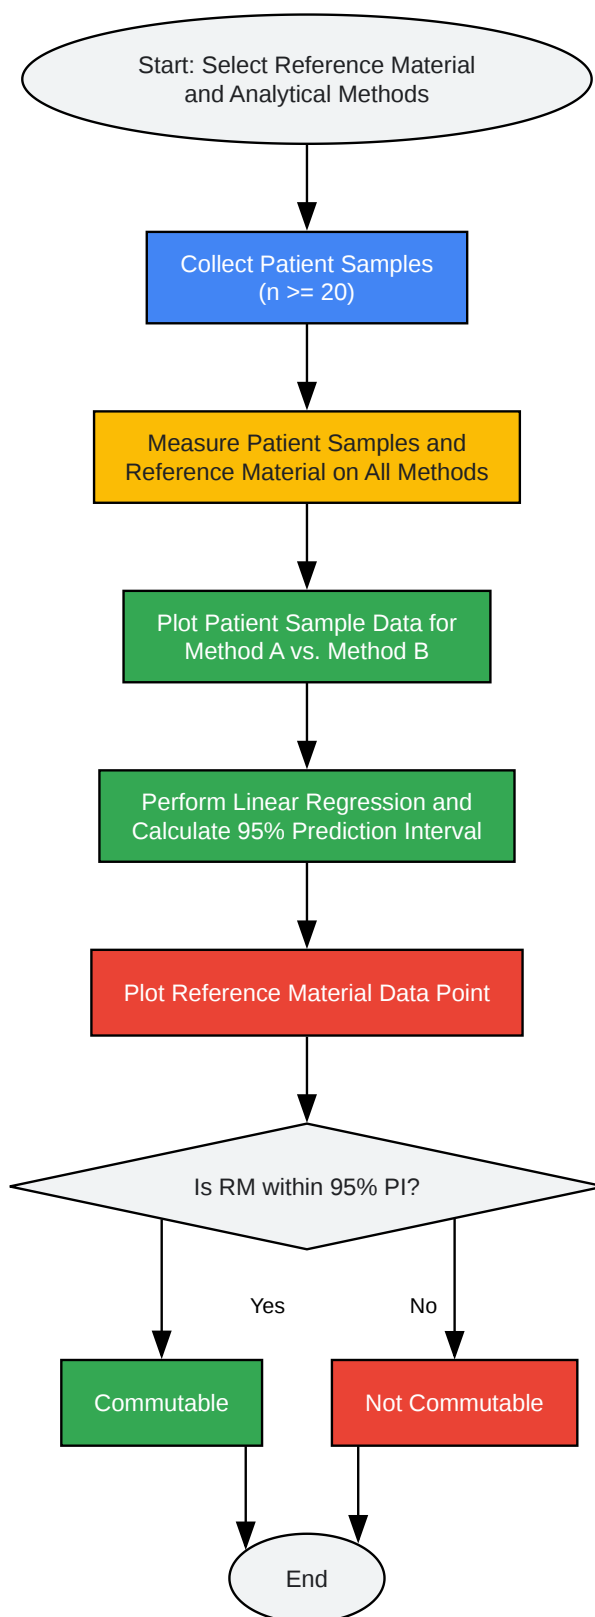 Start: Select Reference Material
and Analytical Methods
Collect Patient Samples
(n >= 20)
Measure Patient Samples and
Reference Material on All Methods
Plot Patient Sample Data for
Method A vs. Method B
Perform Linear Regression and
Calculate 95% Prediction Interval
Plot Reference Material Data Point
Is RM within 95% PI?
Yes
No
Commutable
Not Commutable
End